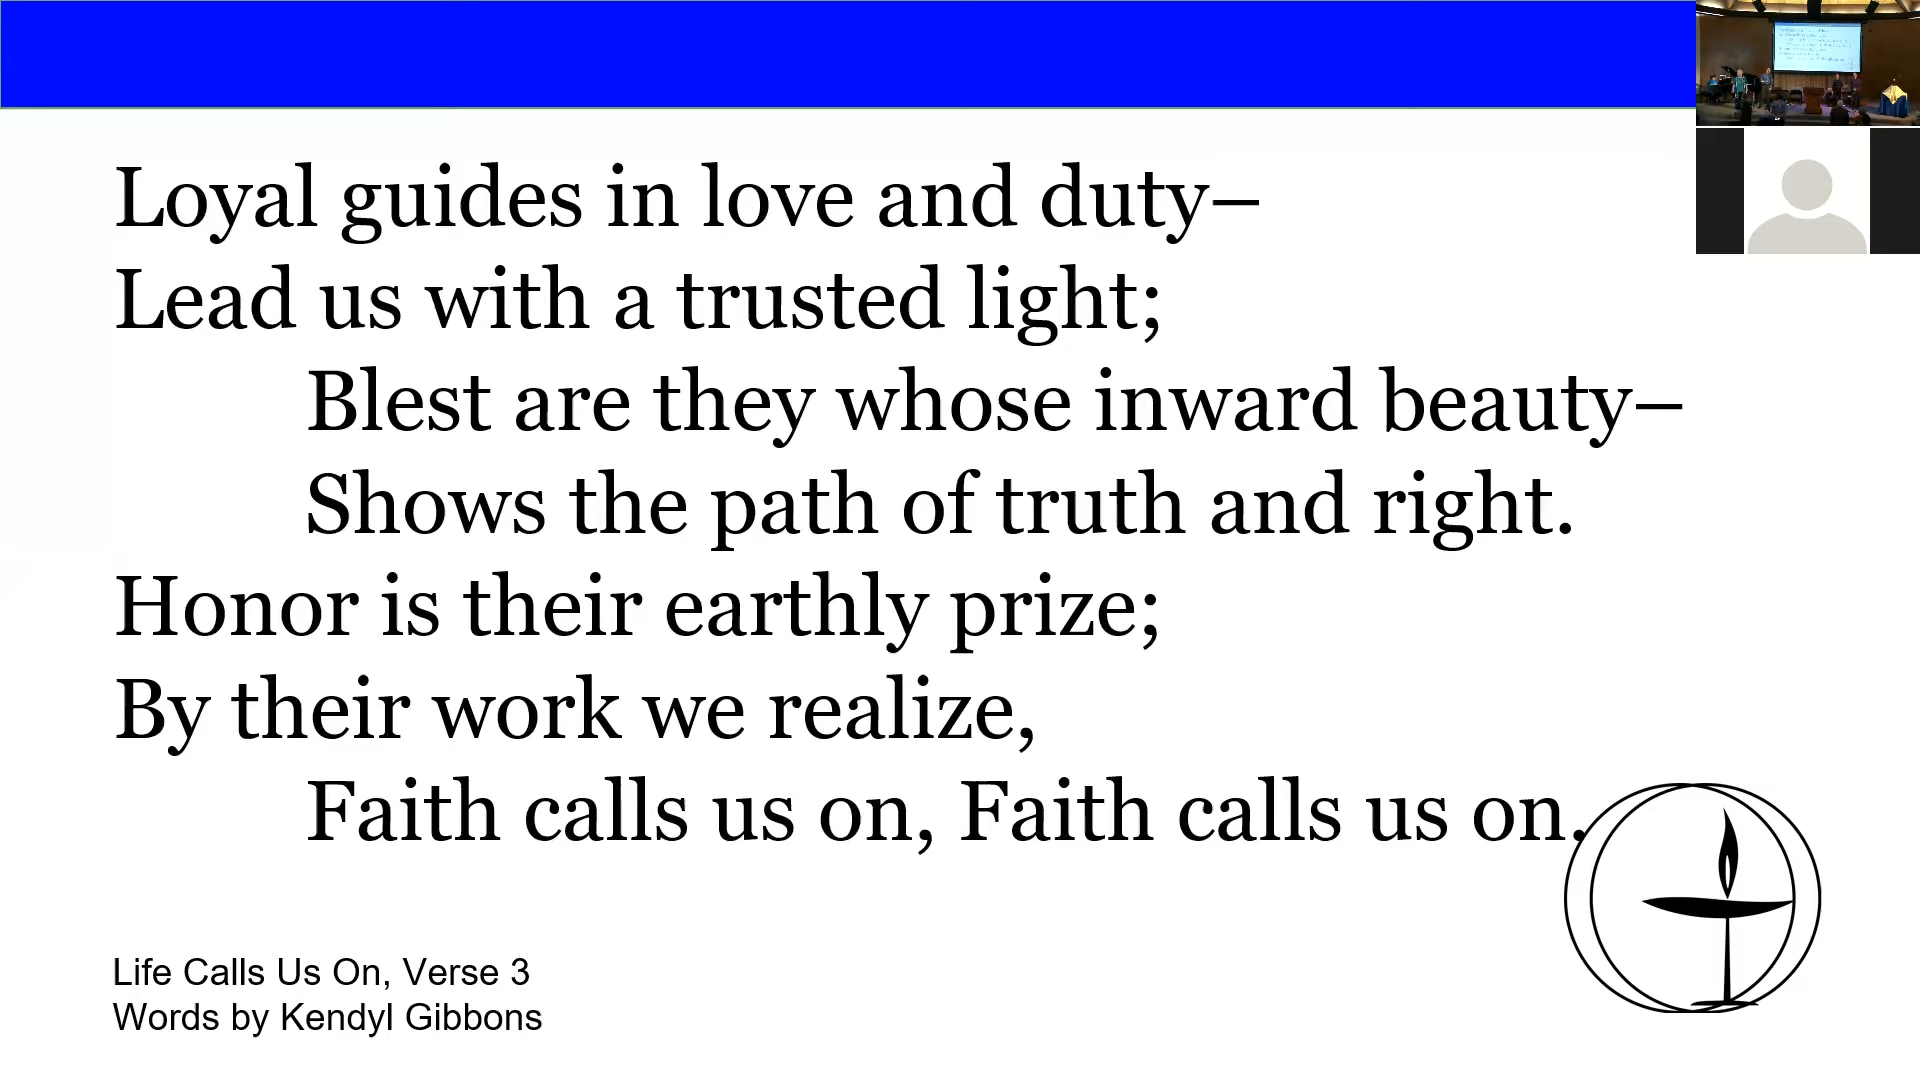 Loyal guides in love and duty–
Lead us with a trusted light;
Blest are they whose inward beauty–
Shows the path of truth and right.
Honor is their earthly prize;
By their work we realize,
Faith calls us on, Faith calls us on.
Life Calls Us On, Verse 3
Words by Kendyl Gibbons